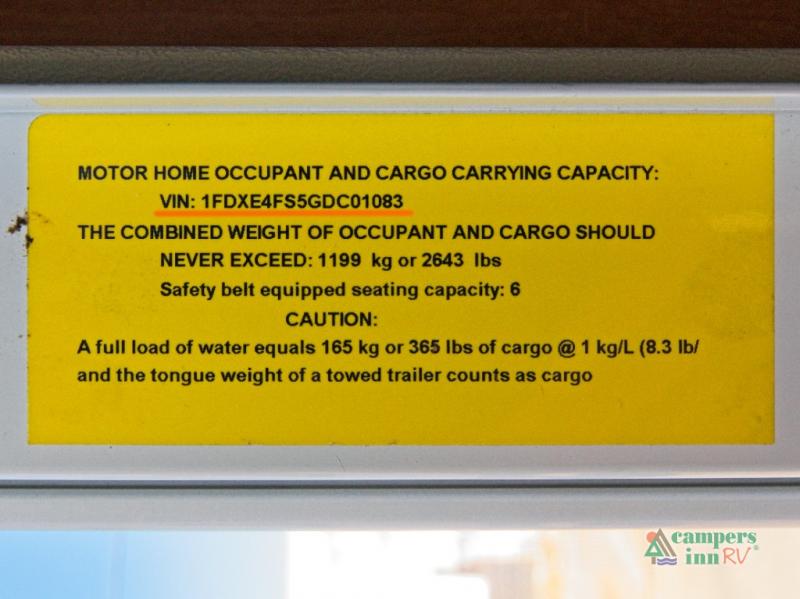 MOTOR HOME OCCUPANT AND CARGO CARRYING CAPACITY:
VIN: 1FDXE4FS5GDC01083
THE COMBINED WEIGHT OF OCCUPANT AND CARGO SHOULD
NEVER EXCEED: 1199 kg or 2643 lbs
Safety belt equipped seating capacity: 6
CAUTION:
A full load of water equals 165 kg or 365 lbs of cargo @ 1 kg/L (8.3 lb/
and the tongue weight of a towed trailer counts as cargo
campers
inn RV®